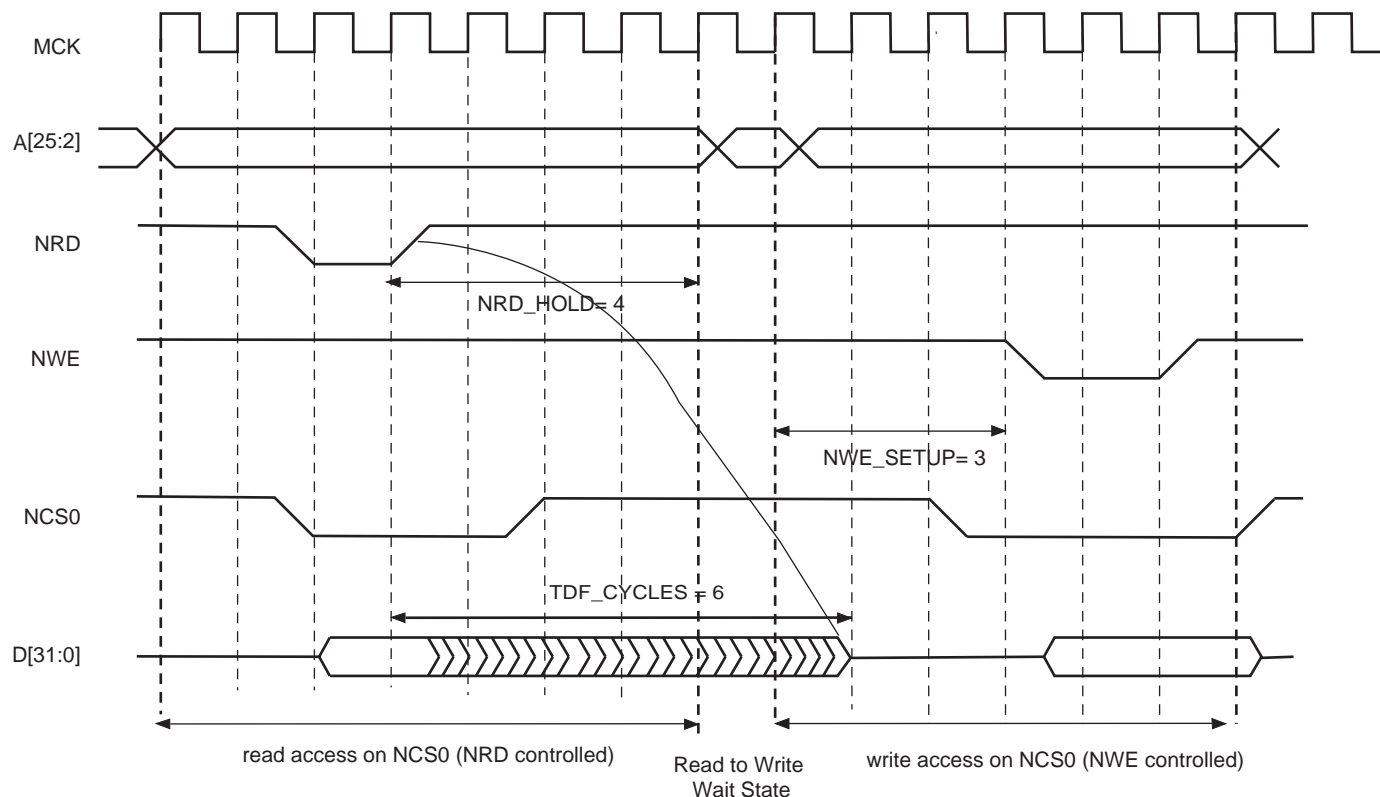 MCK
A[25:2]
NRD
NRD_HOLD= 4
NWE
NWE_SETUP= 3
NCS0
TDF_CYCLES = 6
D[31:0]
read access on NCS0 (NRD controlled)
Read to Write
Wait State
write access on NCS0 (NWE controlled)